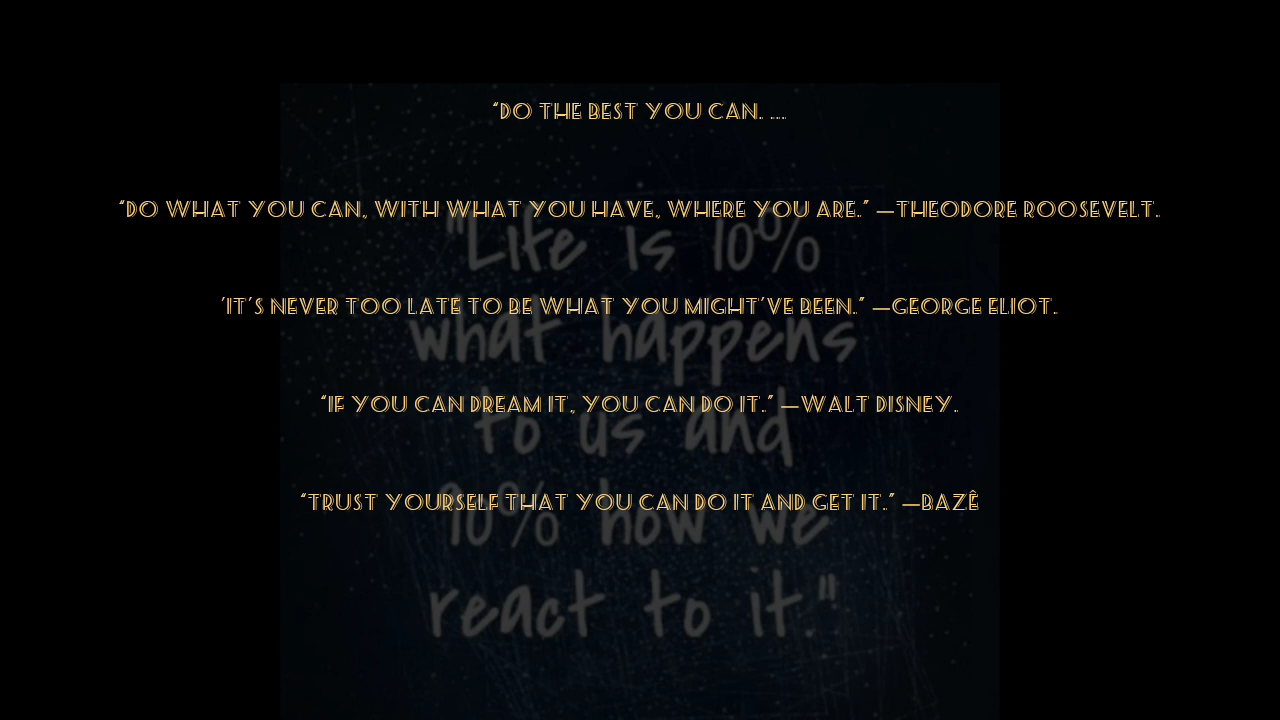 “DO THE BEST YOU CAN. ....
“DO WHAT YOU CAN, WITH WHAT YOU HAVE, WHERE YOU ARE.” —THEODORE ROOSEVELT.
'IT'S NEVER TOO LATE TO BE WHAT YOU MIGHT'VE BEEN.” —GEORGE ELIOT.
“IF YOU CAN DREAM IT, YOU CAN DO IT.” —WALT DISNEY.
“TRUST YOURSELF THAT YOU CAN DO IT AND GET IT.” —BAZÊ
"Life is 10%
what happens
to us and
90% how we
react to it."